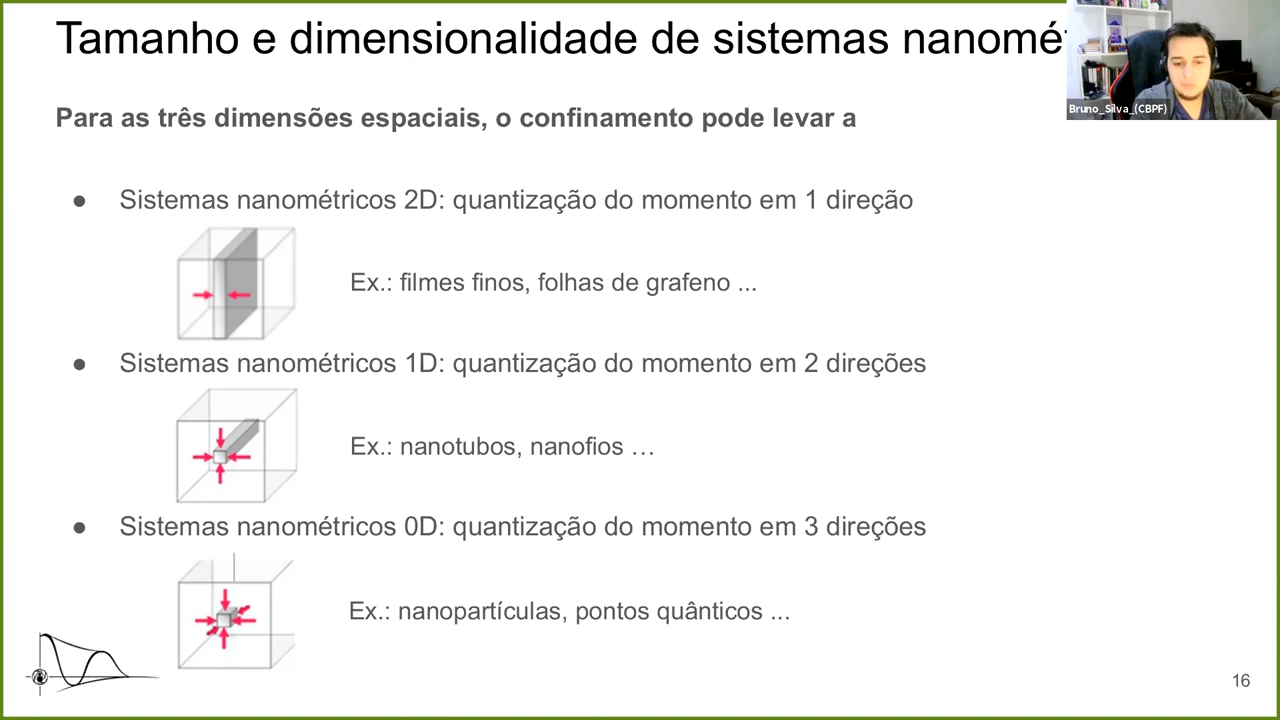 Tamanho e dimensionalidade de sistemas
Bruno_Silva_(CBPF)
Para as três dimensões espaciais, o confinamento pode levar a
● Sistemas nanométricos 2D: quantização do momento em 1 direção
Ex.: filmes finos, folhas de grafeno ...
● Sistemas nanométricos 1D: quantização do momento em 2 direções
Ex.: nanotubos, nanofios …
● Sistemas nanométricos 0D: quantização do momento em 3 direções
Ex.: nanopartículas, pontos quânticos ...
16